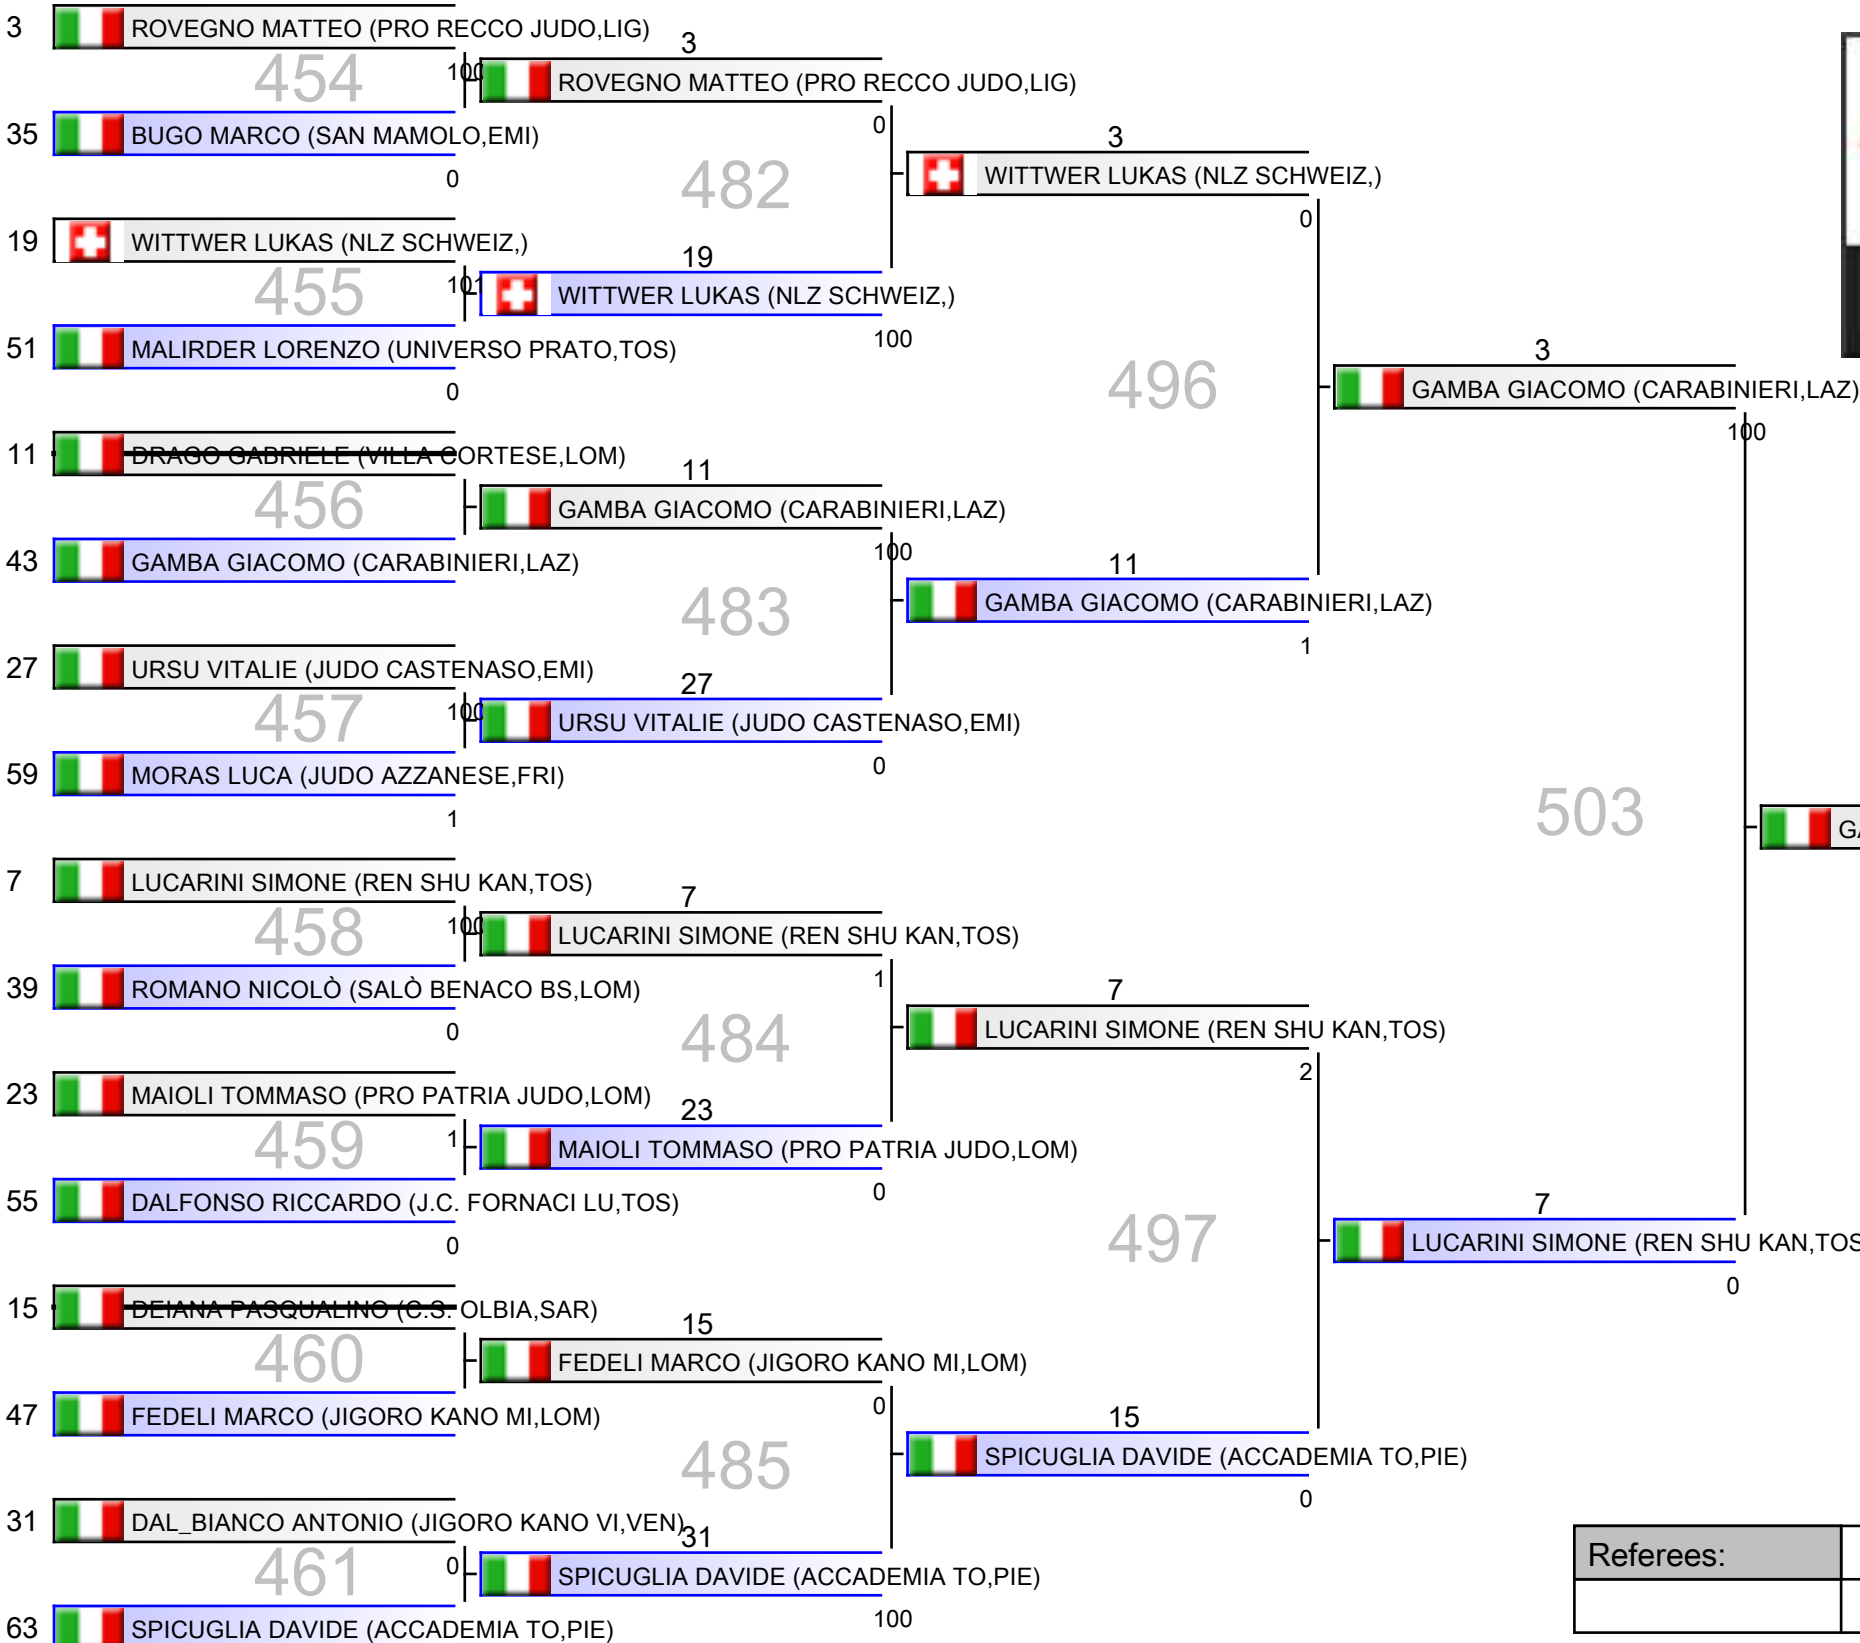 3 ROVEGNO MATTEO (PRO RECCO JUDO,LIG)
454
100
35 BUGO MARCO (SAN MAMOLO,EMI)
0
19 WITTWER LUKAS (NLZ SCHWEIZ,)
455
101
51 MALIRDER LORENZO (UNIVERSO PRATO,TOS)
0
11 DRAGO GABRIELE (VILLA CORTESE,LOM)
456
43 GAMBA GIACOMO (CARABINIERI,LAZ)
27 URSU VITALIE (JUDO CASTENASO,EMI)
457
100
59 MORAS LUCA (JUDO AZZANESE,FRI)
1
7 LUCARINI SIMONE (REN SHU KAN,TOS)
458
100
39 ROMANO NICOLÒ (SALÒ BENACO BS,LOM)
0
23 MAIOLI TOMMASO (PRO PATRIA JUDO,LOM)
459
1
55 DALFONSO RICCARDO (J.C. FORNACI LU,TOS)
0
15 DEIANA PASQUALINO (C.S. OLBIA,SAR)
460
47 FEDELI MARCO (JIGORO KANO MI,LOM)
31 DAL_BIANCO ANTONIO (JIGORO KANO VI,VEN)
461
0
63 SPICUGLIA DAVIDE (ACCADEMIA TO,PIE)
3
ROVEGNO MATTEO (PRO RECCO JUDO,LIG)
0
482
19
WITTWER LUKAS (NLZ SCHWEIZ,)
100
11
GAMBA GIACOMO (CARABINIERI,LAZ)
100
483
27
URSU VITALIE (JUDO CASTENASO,EMI)
0
7
LUCARINI SIMONE (REN SHU KAN,TOS)
1
484
23
MAIOLI TOMMASO (PRO PATRIA JUDO,LOM)
0
15
FEDELI MARCO (JIGORO KANO MI,LOM)
0
485
31
SPICUGLIA DAVIDE (ACCADEMIA TO,PIE)
100
3
WITTWER LUKAS (NLZ SCHWEIZ,)
0
496
11
GAMBA GIACOMO (CARABINIERI,LAZ)
1
7
LUCARINI SIMONE (REN SHU KAN,TOS)
2
497
15
SPICUGLIA DAVIDE (ACCADEMIA TO,PIE)
0
3
GAMBA GIACOMO (CARABINIERI,LAZ)
100
503
7
LUCARINI SIMONE (REN SHU KAN,TOS
0
Referees: